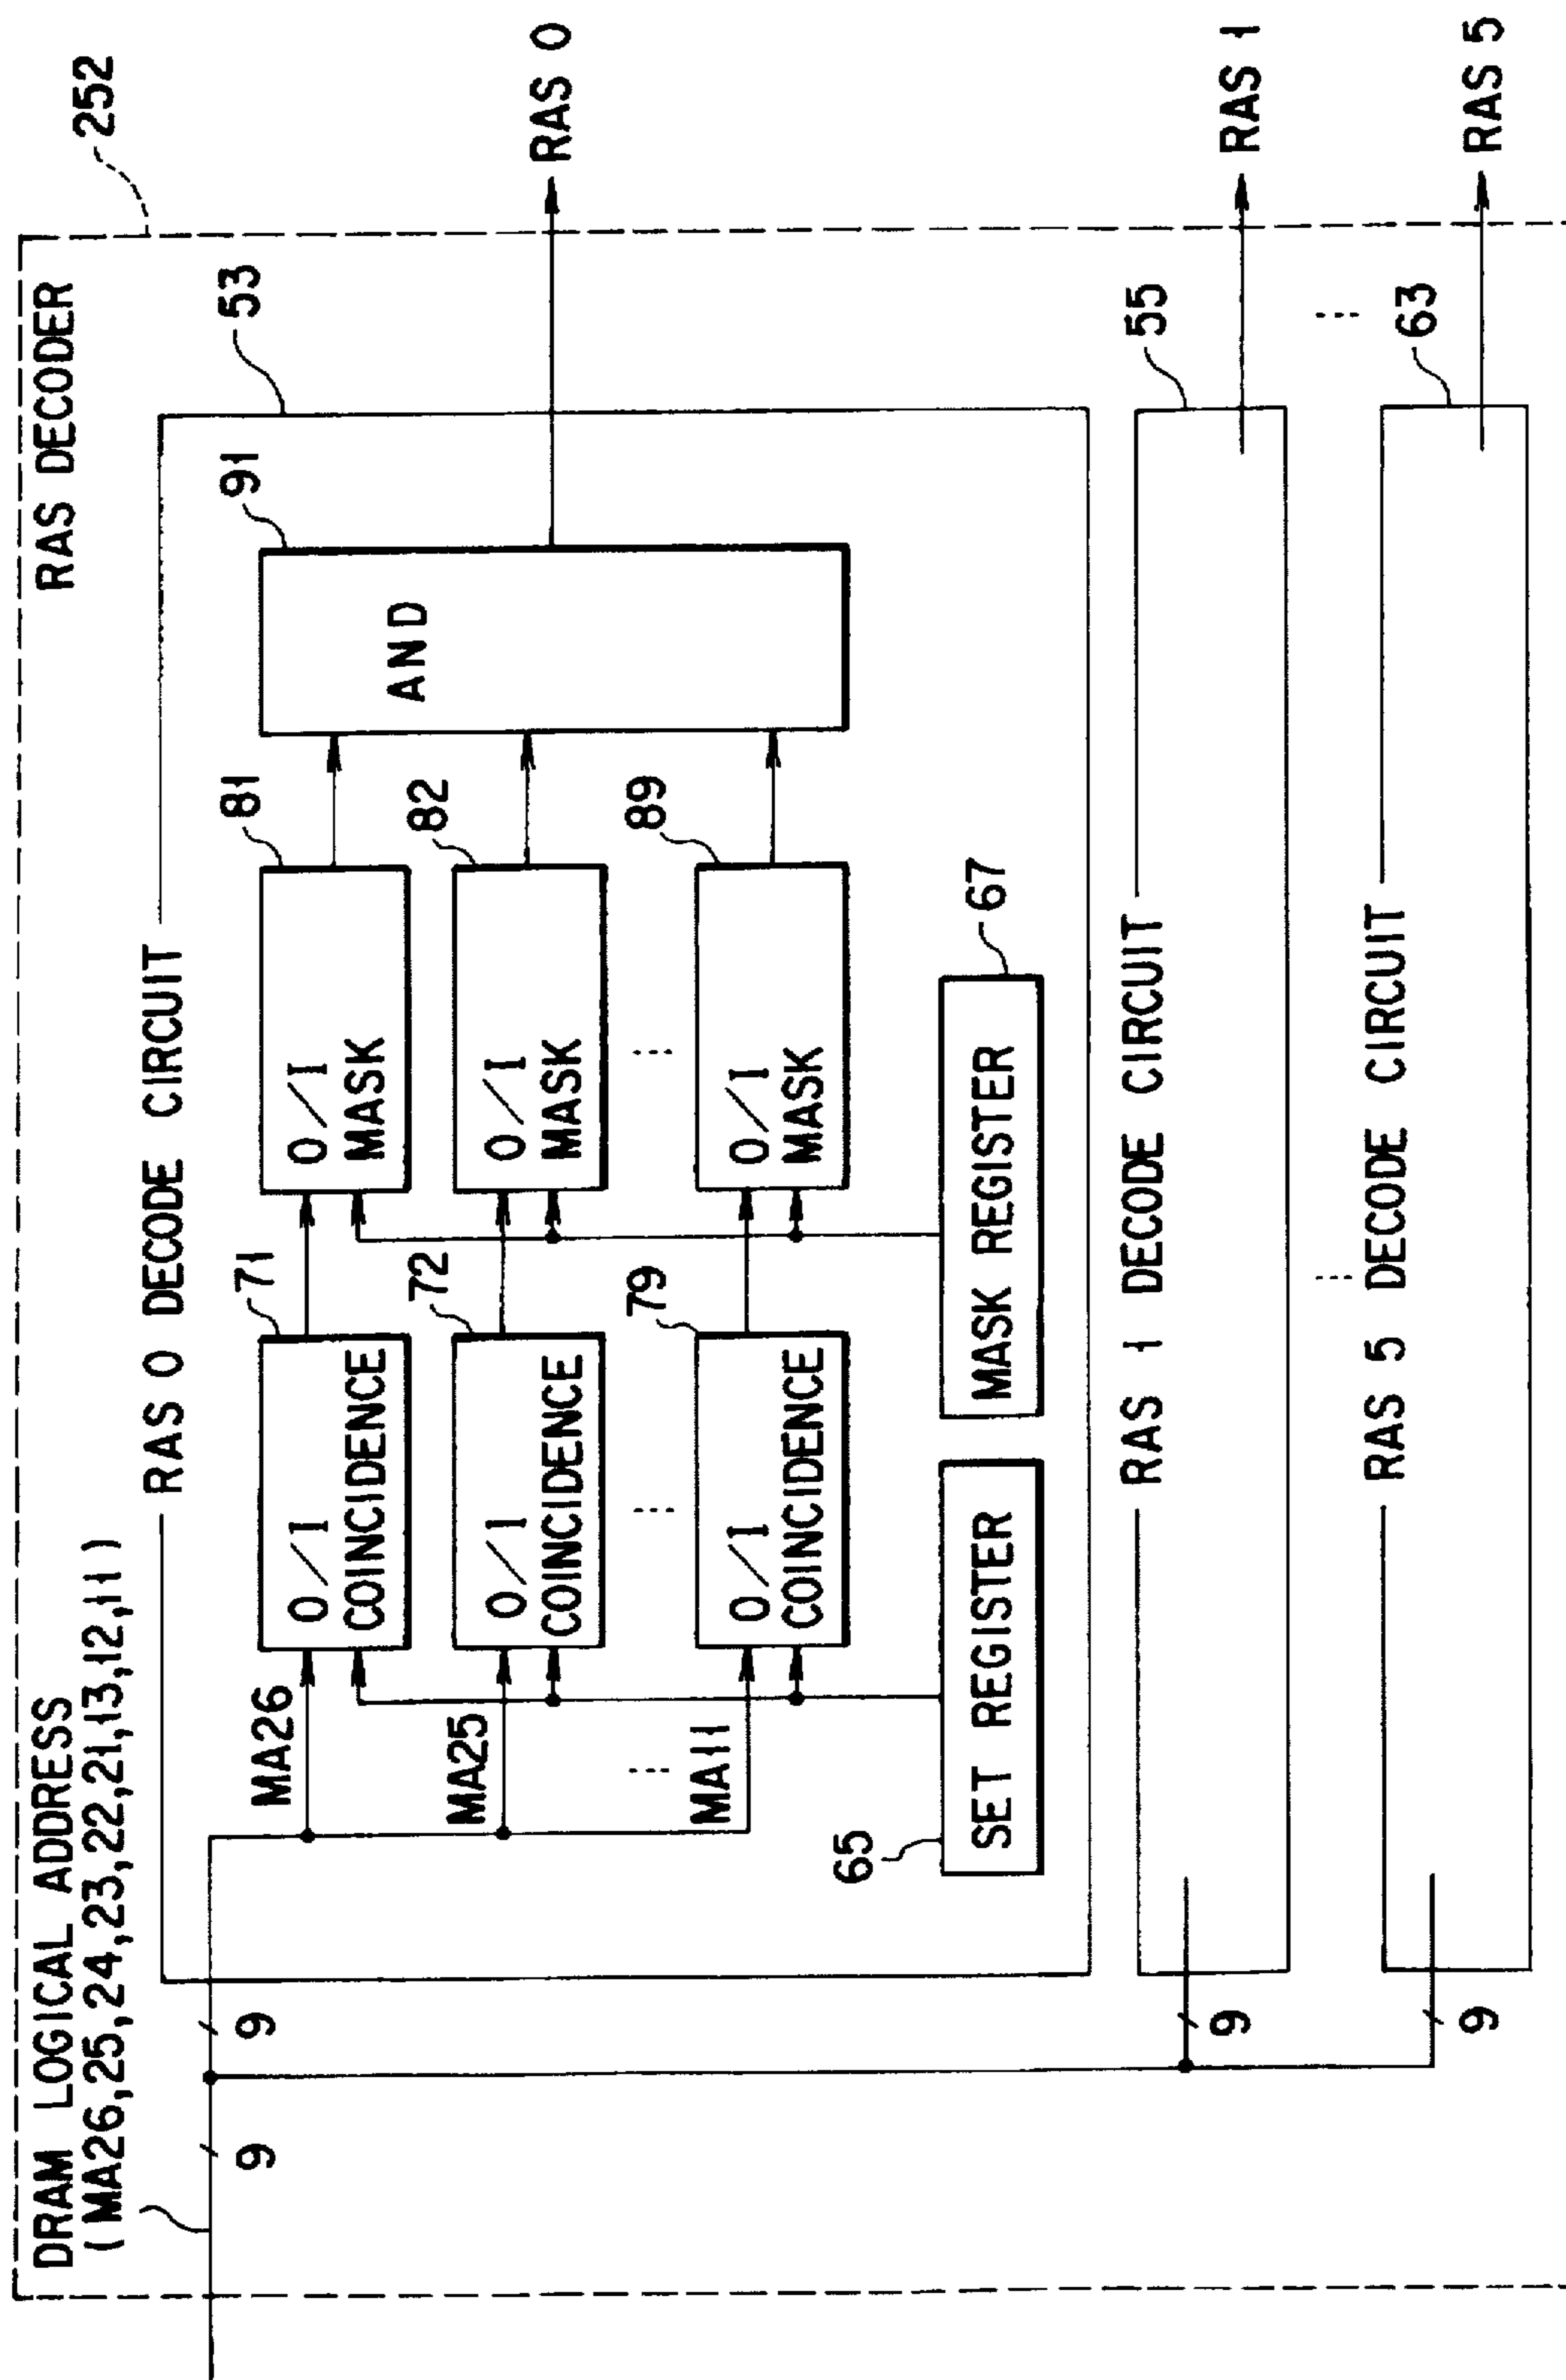 DRAM LOGICAL ADDRESS
(MA26,25,24,23,22,21,13,12,11)
RAS DECODER
252
9
9
RAS 0 DECODE CIRCUIT
53
MA26
0/1
COINCIDENCE
71
0/1
MASK
81
AND
91
RAS 0
MA25
0/1
COINCIDENCE
72
0/1
MASK
82
MA11
0/1
COINCIDENCE
79
0/1
MASK
89
65
SET REGISTER
MASK REGISTER
67
RAS 1 DECODE CIRCUIT
55
9
RAS 1
RAS 5 DECODE CIRCUIT
63
9
RAS 5